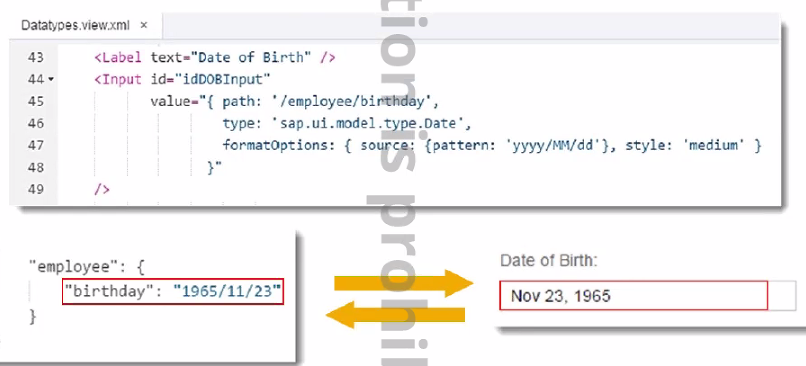 Datatypes.view.xml ×
43 <Label text="Date of Birth" />
44 <Input id="idDOBInput"
45 value="{ path: '/employee/birthday',
46 type: 'sap.ui.model.type.Date',
47 formatOptions: { source: {pattern: 'yyyy/MM/dd'}, style: 'medium' }
48 }"
49 />
"employee": {
"birthday": "1965/11/23"
}
Date of Birth:
Nov 23, 1965
is